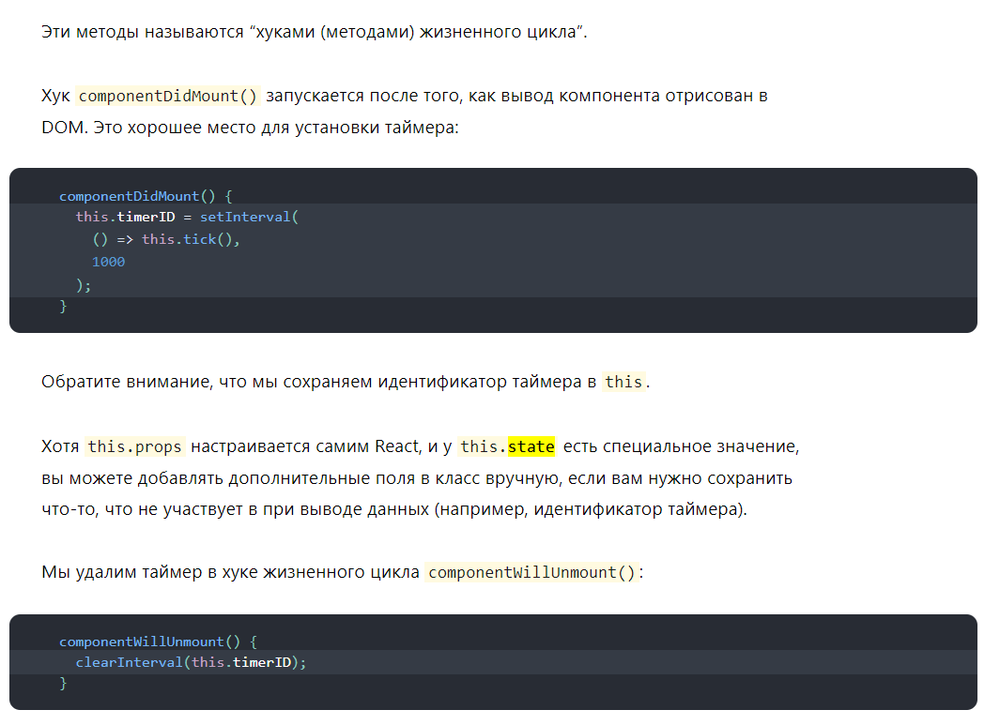 Эти методы называются “хуками (методами) жизненного цикла”.
Хук componentDidMount() запускается после того, как вывод компонента отрисован в
DOM. Это хорошее место для установки таймера:
componentDidMount() {
this.timerID = setInterval(
() => this.tick(),
1000
);
}
Обратите внимание, что мы сохраняем идентификатор таймера в this.
Хотя this.props настраивается самим React, и у this.state есть специальное значение,
вы можете добавлять дополнительные поля в класс вручную, если вам нужно сохранить
что-то, что не участвует в при выводе данных (например, идентификатор таймера).
Мы удалим таймер в хуке жизненного цикла componentWillUnmount():
componentWillUnmount() {
clearInterval(this.timerID);
}